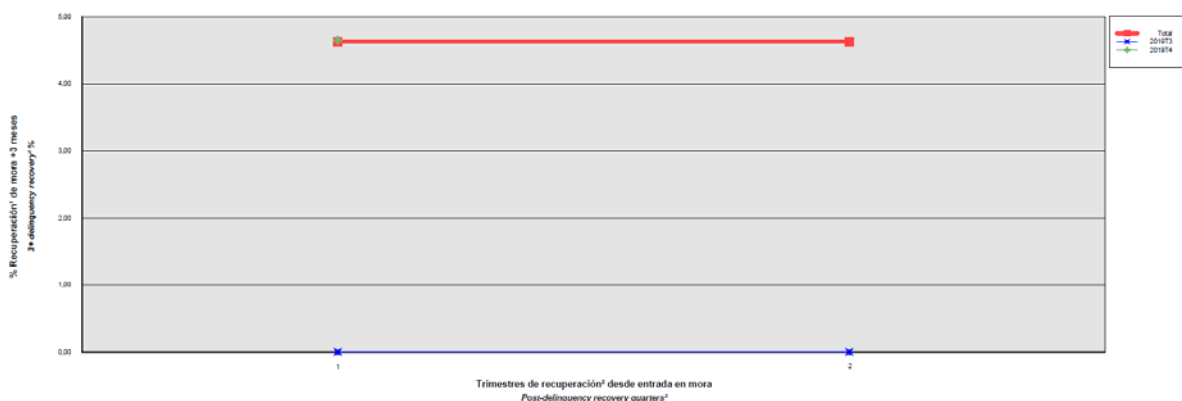 5,00
4,00
3,00
2,00
1,00
0,00
% Recuperación¹ de mora +3 meses
3+ delinquency recovery¹ %
1
2
Trimestres de recuperación² desde entrada en mora
Post-delinquency recovery quarters²
Total
2019T3
2019T4